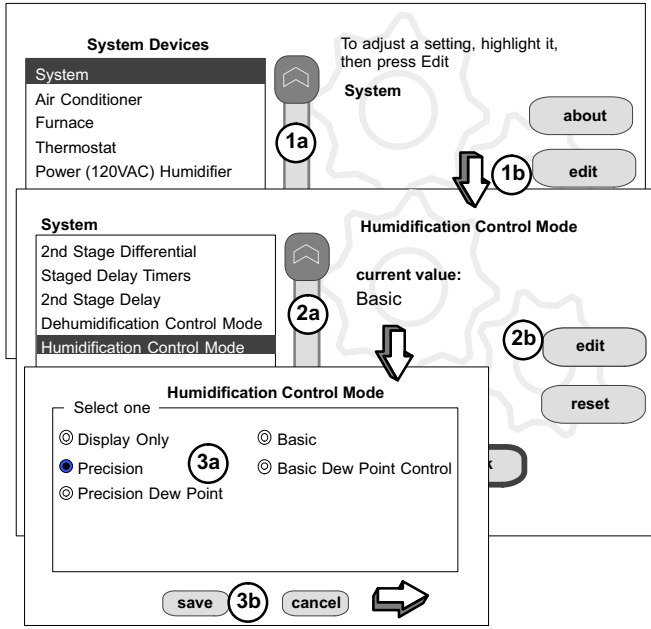 System Devices
To adjust a setting, highlight it,
then press Edit
System
Air Conditioner
Furnace
Thermostat
Power (120VAC) Humidifier
System
about
1a
1b
edit
System
2nd Stage Differential
Staged Delay Timers
2nd Stage Delay
Dehumidification Control Mode
Humidification Control Mode
Humidification Control Mode
current value:
Basic
2a
2b
edit
reset
k
Humidification Control Mode
Select one
Display Only
Basic
Precision
3a
Basic Dew Point Control
Precision Dew Point
save
3b
cancel